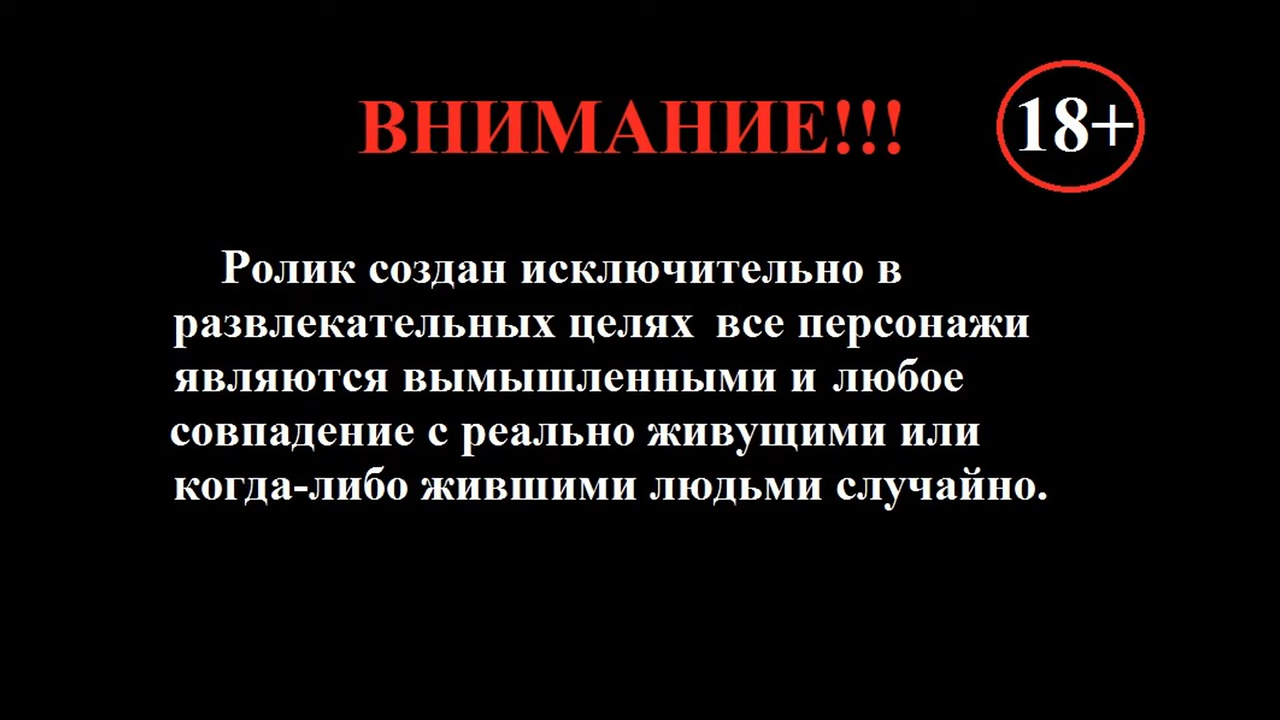 ВНИМАНИЕ!!!
18+
Ролик создан исключительно в
развлекательных целях все персонажи
являются вымышленными и любое
совпадение с реально живущими или
когда-либо жившими людьми случайно.